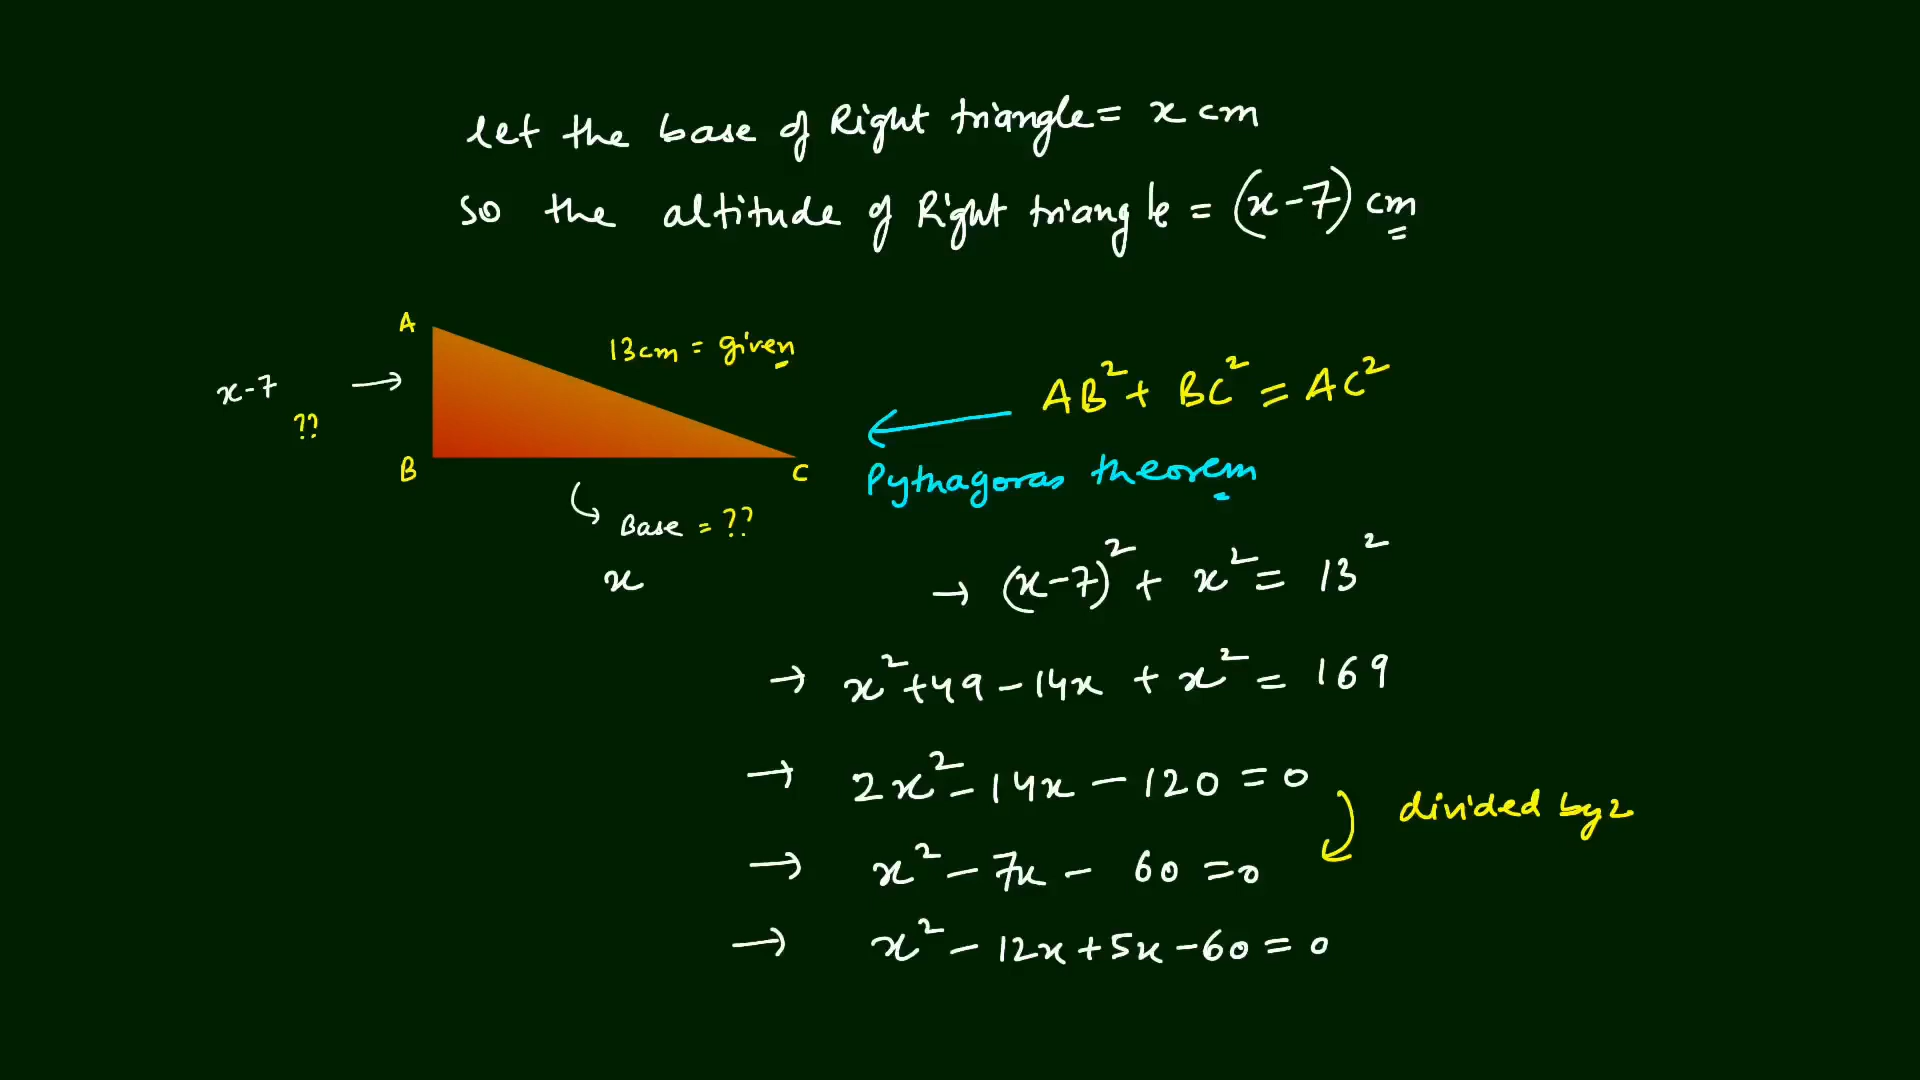 let the base of Right triangle = x cm
so the altitude of Right triangle = (x-7) cm
A
13cm = given
x-7
??
B
C
Base = ??
x
AB² + BC² = AC²
Pythagoras theorem
→ (x-7)² + x² = 13²
→ x²+49-14x + x² = 169
→ 2x²-14x-120 = 0
divided by 2
→ x²-7x-60=0
→ x²-12x+5x-60=0